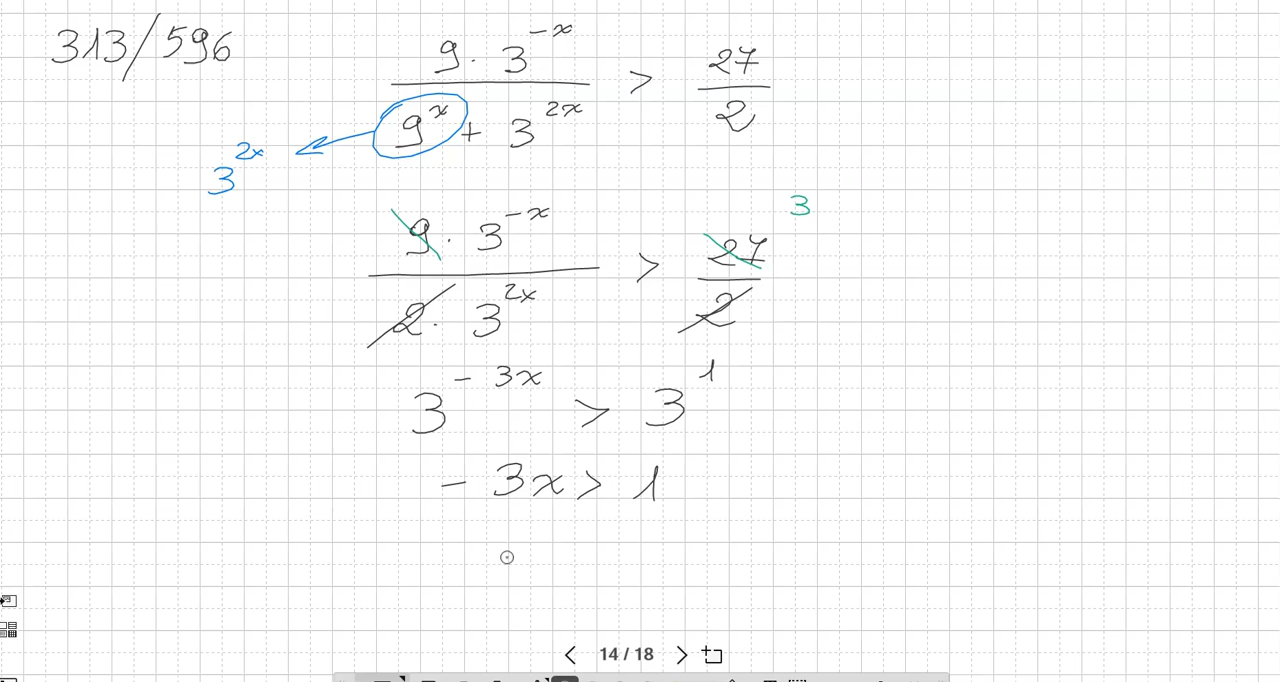 313/596
9 · 3^{-x} / 9^x + 3^{2x} > 27/2
3^{2x}
9 · 3^{-x} / 2 · 3^{2x} > 27/2 3
3^{-3x} > 3^1
-3x > 1
14 / 18